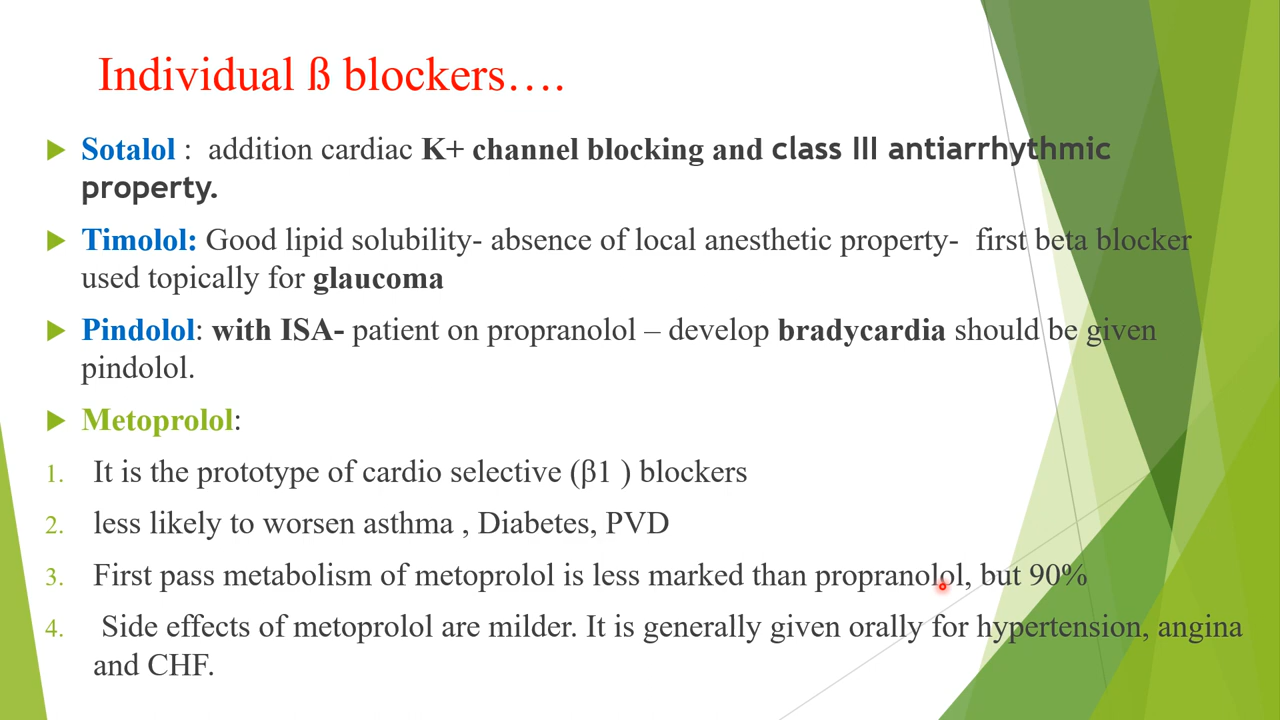 Individual ß blockers….
Sotalol :  addition cardiac K+ channel blocking and class III antiarrhythmic
property.
Timolol: Good lipid solubility- absence of local anesthetic property-  first beta blocker
used topically for glaucoma
Pindolol: with ISA- patient on propranolol – develop bradycardia should be given
pindolol.
Metoprolol:
1. It is the prototype of cardio selective (β1 ) blockers
2. less likely to worsen asthma , Diabetes, PVD
3. First pass metabolism of metoprolol is less marked than propranolol, but 90%
4. Side effects of metoprolol are milder. It is generally given orally for hypertension, angina
and CHF.